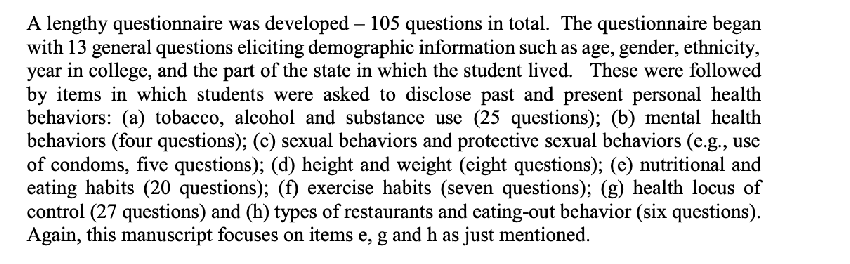 A lengthy questionnaire was developed – 105 questions in total. The questionnaire began
with 13 general questions eliciting demographic information such as age, gender, ethnicity,
year in college, and the part of the state in which the student lived. These were followed
by items in which students were asked to disclose past and present personal health
behaviors: (a) tobacco, alcohol and substance use (25 questions); (b) mental health
behaviors (four questions); (c) sexual behaviors and protective sexual behaviors (e.g., use
of condoms, five questions); (d) height and weight (eight questions); (e) nutritional and
eating habits (20 questions); (f) exercise habits (seven questions); (g) health locus of
control (27 questions) and (h) types of restaurants and eating-out behavior (six questions).
Again, this manuscript focuses on items e, g and h as just mentioned.